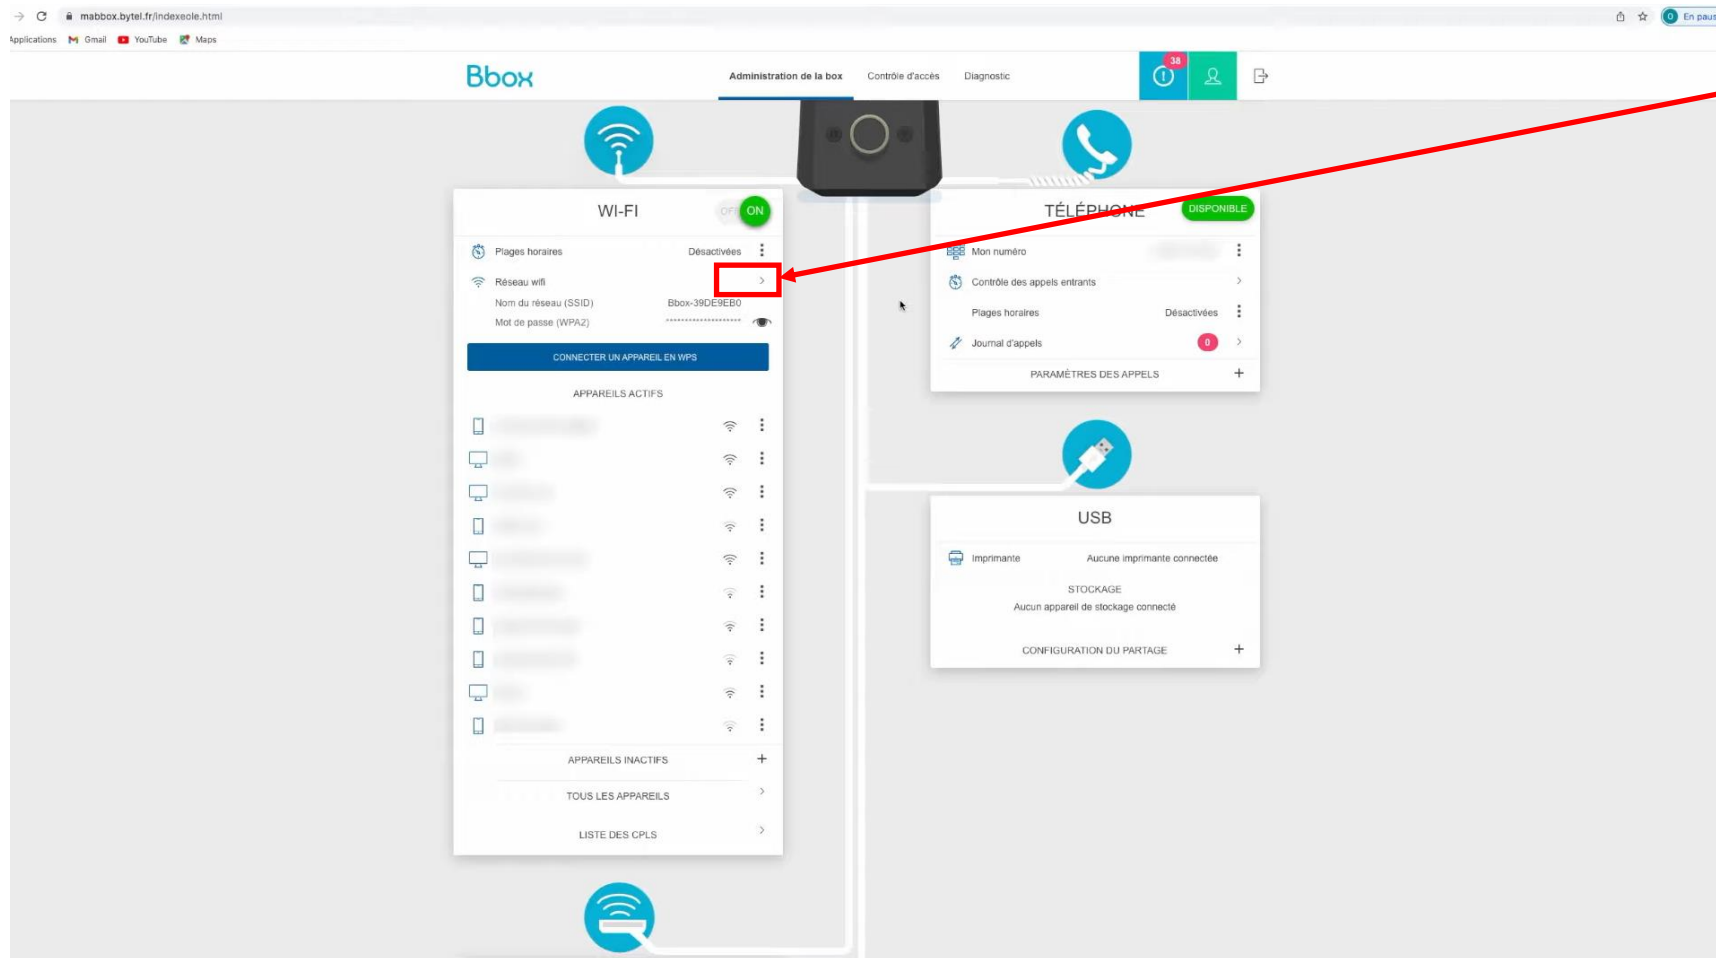 mabbox.bytel.fr/indexeole.html
O En paus
Applications Gmail YouTube Maps
Bbox
Administration de la box Contrôle d'accès Diagnostic
38
WI-FI
OFF ON
Plages horaires Désactivées
Réseau wifi
Nom du réseau (SSID) Bbox-39DE9EB0
Mot de passe (WPA2) ********************
CONNECTER UN APPAREIL EN WPS
APPAREILS ACTIFS
APPAREILS INACTIFS +
TOUS LES APPAREILS
LISTE DES CPLS
TÉLÉPHONE DISPONIBLE
Mon numéro
Contrôle des appels entrants
Plages horaires Désactivées
Journal d'appels 0
PARAMÈTRES DES APPELS +
USB
Imprimante Aucune imprimante connectée
STOCKAGE
Aucun appareil de stockage connecté
CONFIGURATION DU PARTAGE +